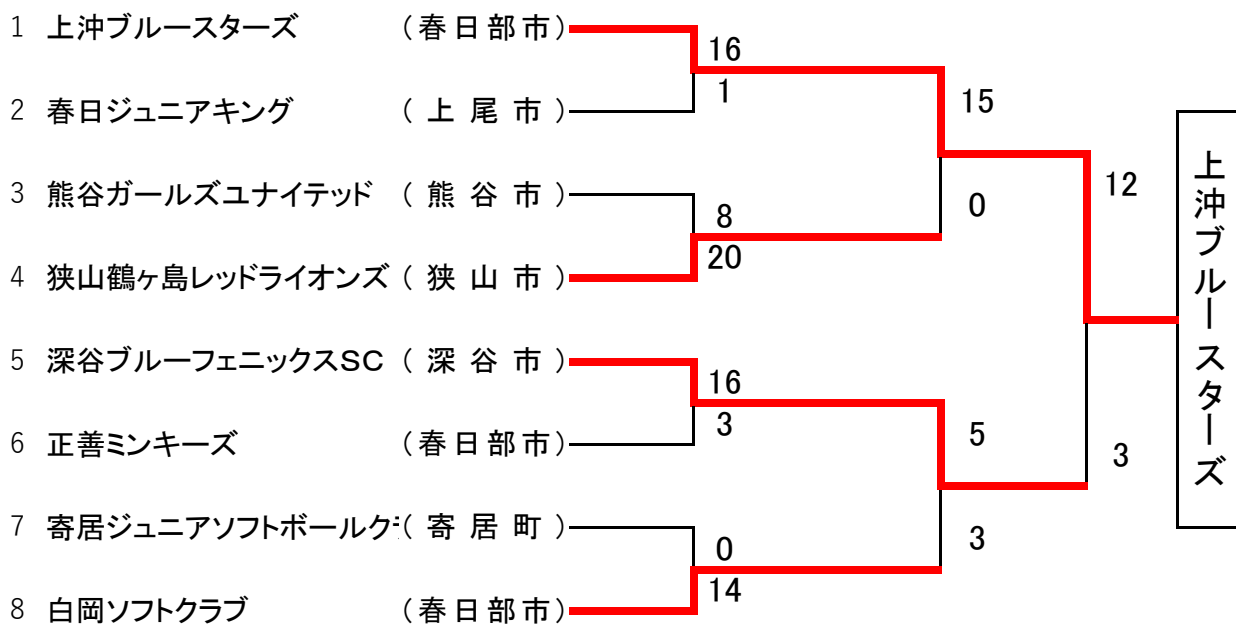 1 上沖ブルースターズ (春日部市)
16
1
2 春日ジュニアキング (上尾市)
15
3 熊谷ガールズユナイテッド (熊谷市)
8
20
0
4 狭山鶴ヶ島レッドライオンズ (狭山市)
12
上沖ブルースターズ
5 深谷ブルーフェニックスSC (深谷市)
16
3
6 正善ミンキーズ (春日部市)
5
3
7 寄居ジュニアソフトボールク (寄居町)
0
14
3
8 白岡ソフトクラブ (春日部市)